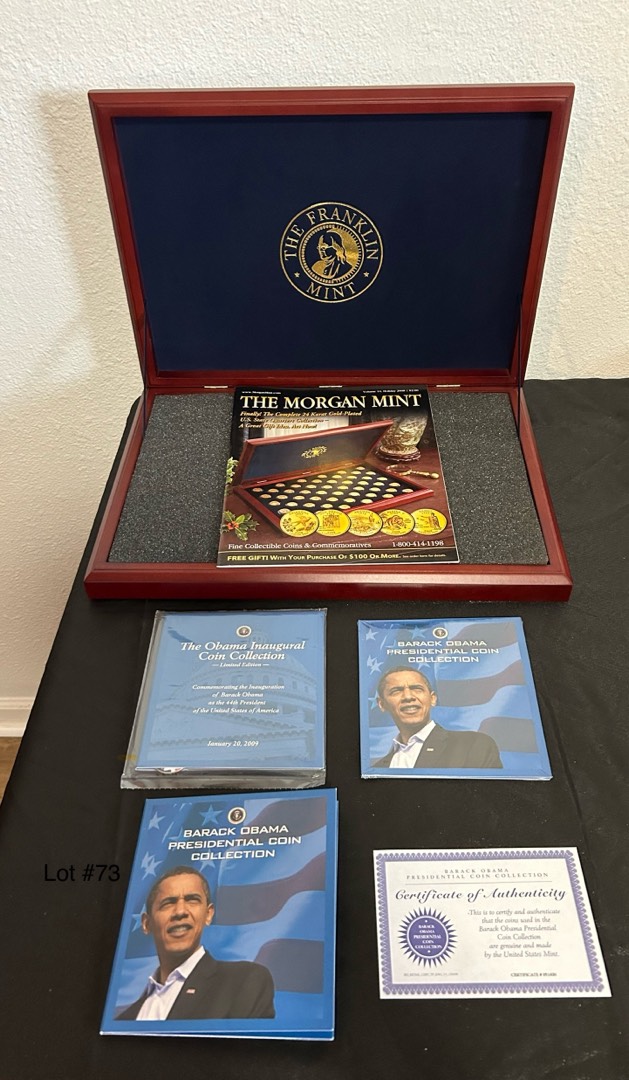 THE FRANKLIN
MINT
THE MORGAN MINT
Finally! The Complete 24 Karat Gold-Plated
U.S. State Quarters Collection –
A Great Gift Idea, Act Now!
Fine Collectible Coins & Commemoratives 1-800-414-1198
FREE GIFT! WITH YOUR PURCHASE OF $100 OR MORE.
The Obama Inaugural
Coin Collection
— Limited Edition —
Commemorating the Inauguration
of Barack Obama
as the 44th President
of the United States of America
January 20, 2009
BARACK OBAMA
PRESIDENTIAL COIN
COLLECTION
Lot #73
BARACK OBAMA
PRESIDENTIAL COIN
COLLECTION
BARACK OBAMA
PRESIDENTIAL COIN COLLECTION
Certificate of Authenticity
BARACK
OBAMA
PRESIDENTIAL
COIN
COLLECTION
This is to certify and authenticate
that the coins used in the
Barack Obama Presidential
Coin Collection
are genuine and made
by the United States Mint.